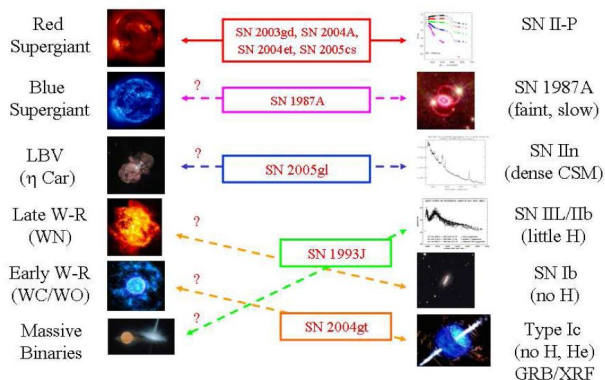 Red
Supergiant
SN 2003gd, SN 2004A,
SN 2004et, SN 2005cs
SN II-P
Blue
Supergiant
?
SN 1987A
SN 1987A
(faint, slow)
LBV
(η Car)
?
SN 2005gl
SN IIn
(dense CSM)
Late W-R
(WN)
?
SN IIL/IIb
(little H)
SN 1993J
Early W-R
(WC/WO)
?
SN Ib
(no H)
Massive
Binaries
?
SN 2004gt
Type Ic
(no H, He)
GRB/XRF